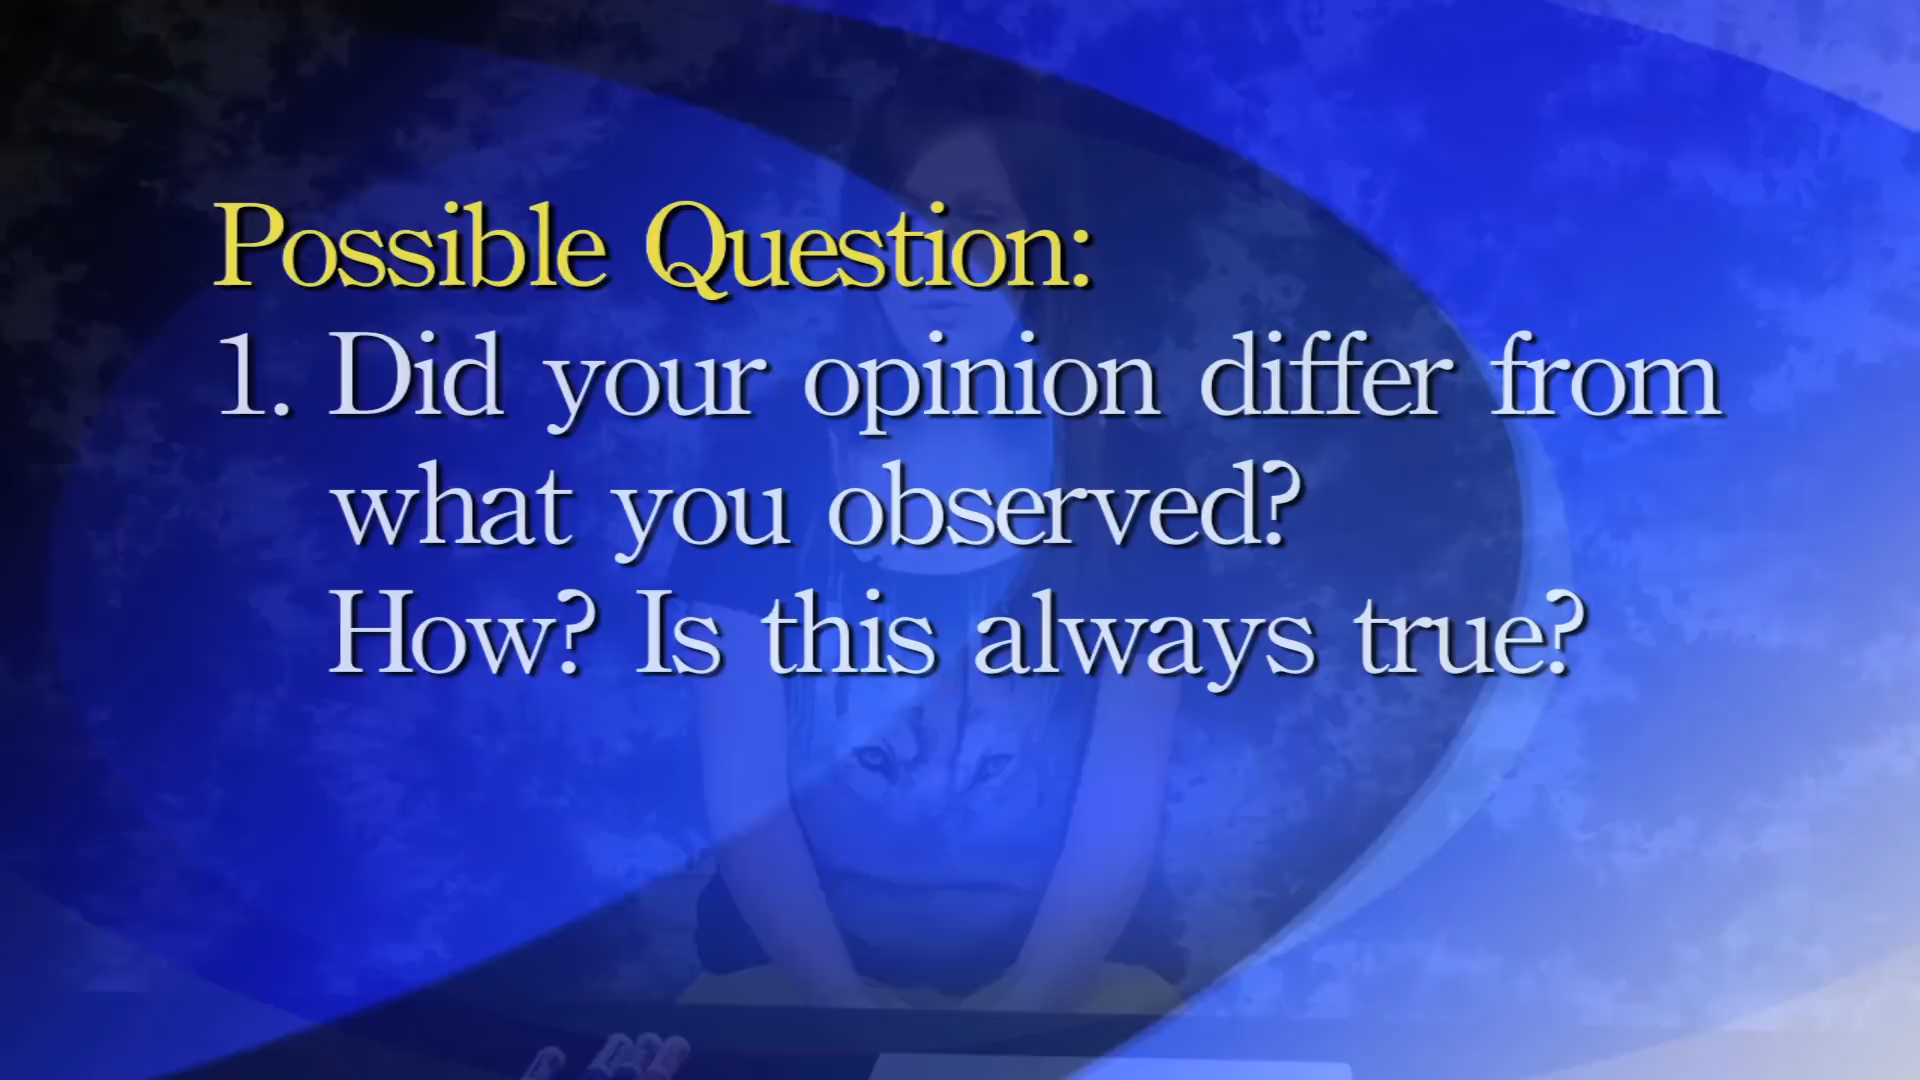 Possible Question:
1. Did your opinion differ from
what you observed?
How? Is this always true?